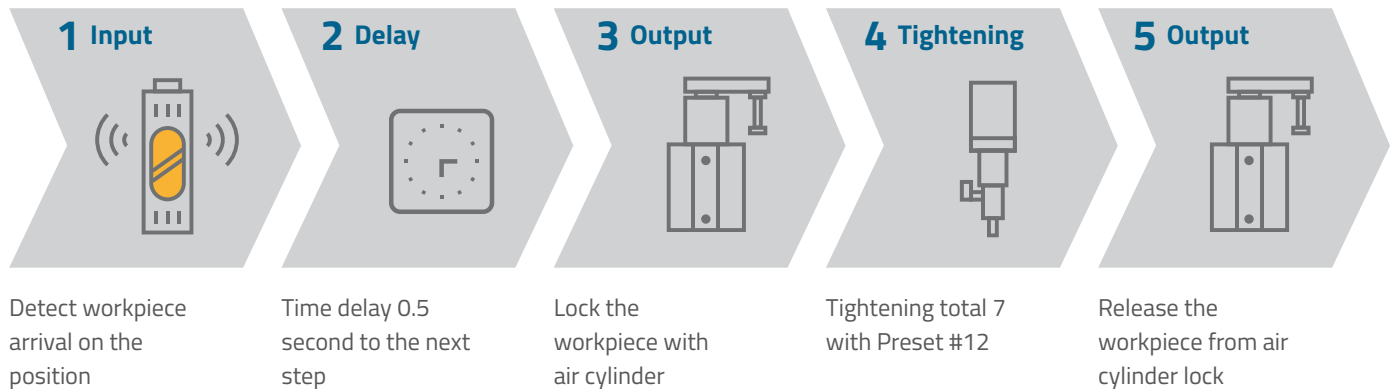 1 Input
2 Delay
3 Output
4 Tightening
5 Output
Detect workpiece
arrival on the
position
Time delay 0.5
second to the next
step
Lock the
workpiece with
air cylinder
Tightening total 7
with Preset #12
Release the
workpiece from air
cylinder lock